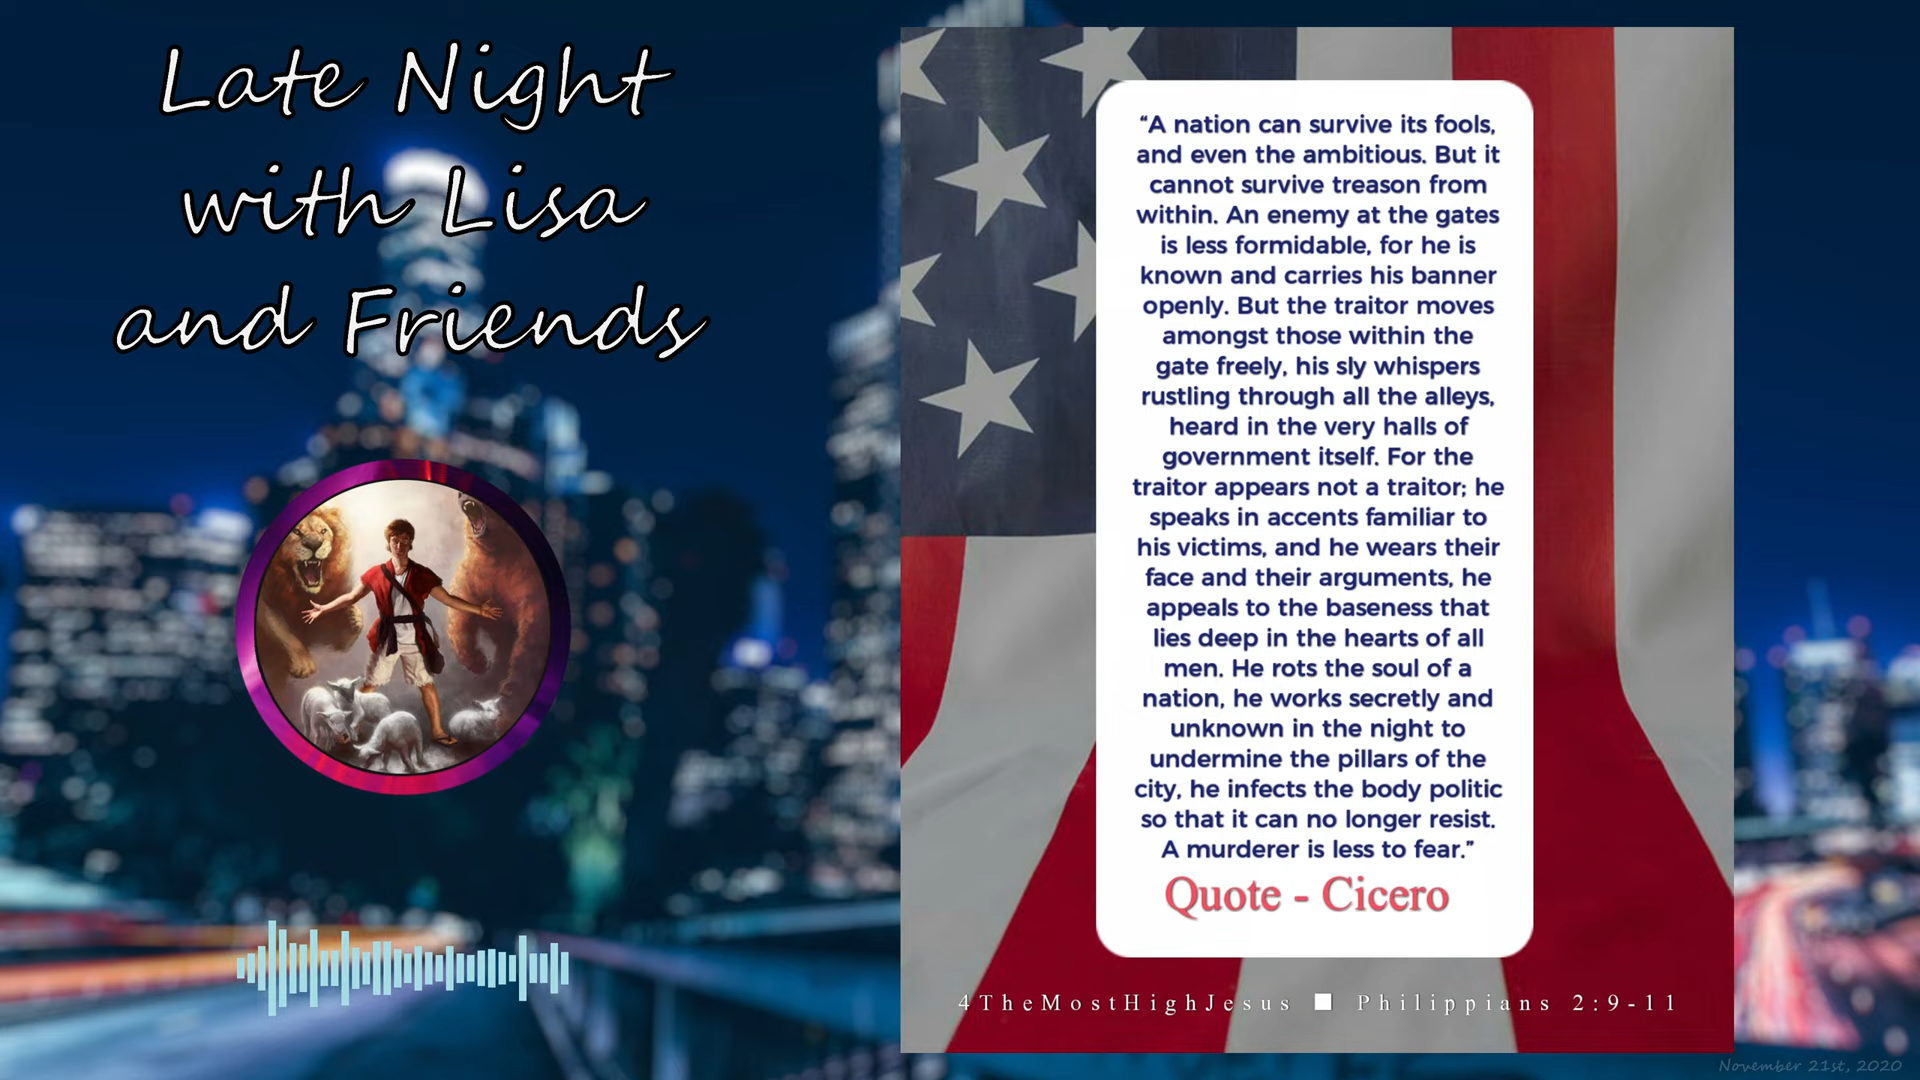 Late Night
with Lisa
and Friends
“A nation can survive its fools,
and even the ambitious. But it
cannot survive treason from
within. An enemy at the gates
is less formidable, for he is
known and carries his banner
openly. But the traitor moves
amongst those within the
gate freely, his sly whispers
rustling through all the alleys,
heard in the very halls of
government itself. For the
traitor appears not a traitor; he
speaks in accents familiar to
his victims, and he wears their
face and their arguments, he
appeals to the baseness that
lies deep in the hearts of all
men. He rots the soul of a
nation, he works secretly and
unknown in the night to
undermine the pillars of the
city, he infects the body politic
so that it can no longer resist.
A murderer is less to fear.”
Quote - Cicero
4TheMostHighJesus ■ Philippians 2:9-11
November 21st, 2020